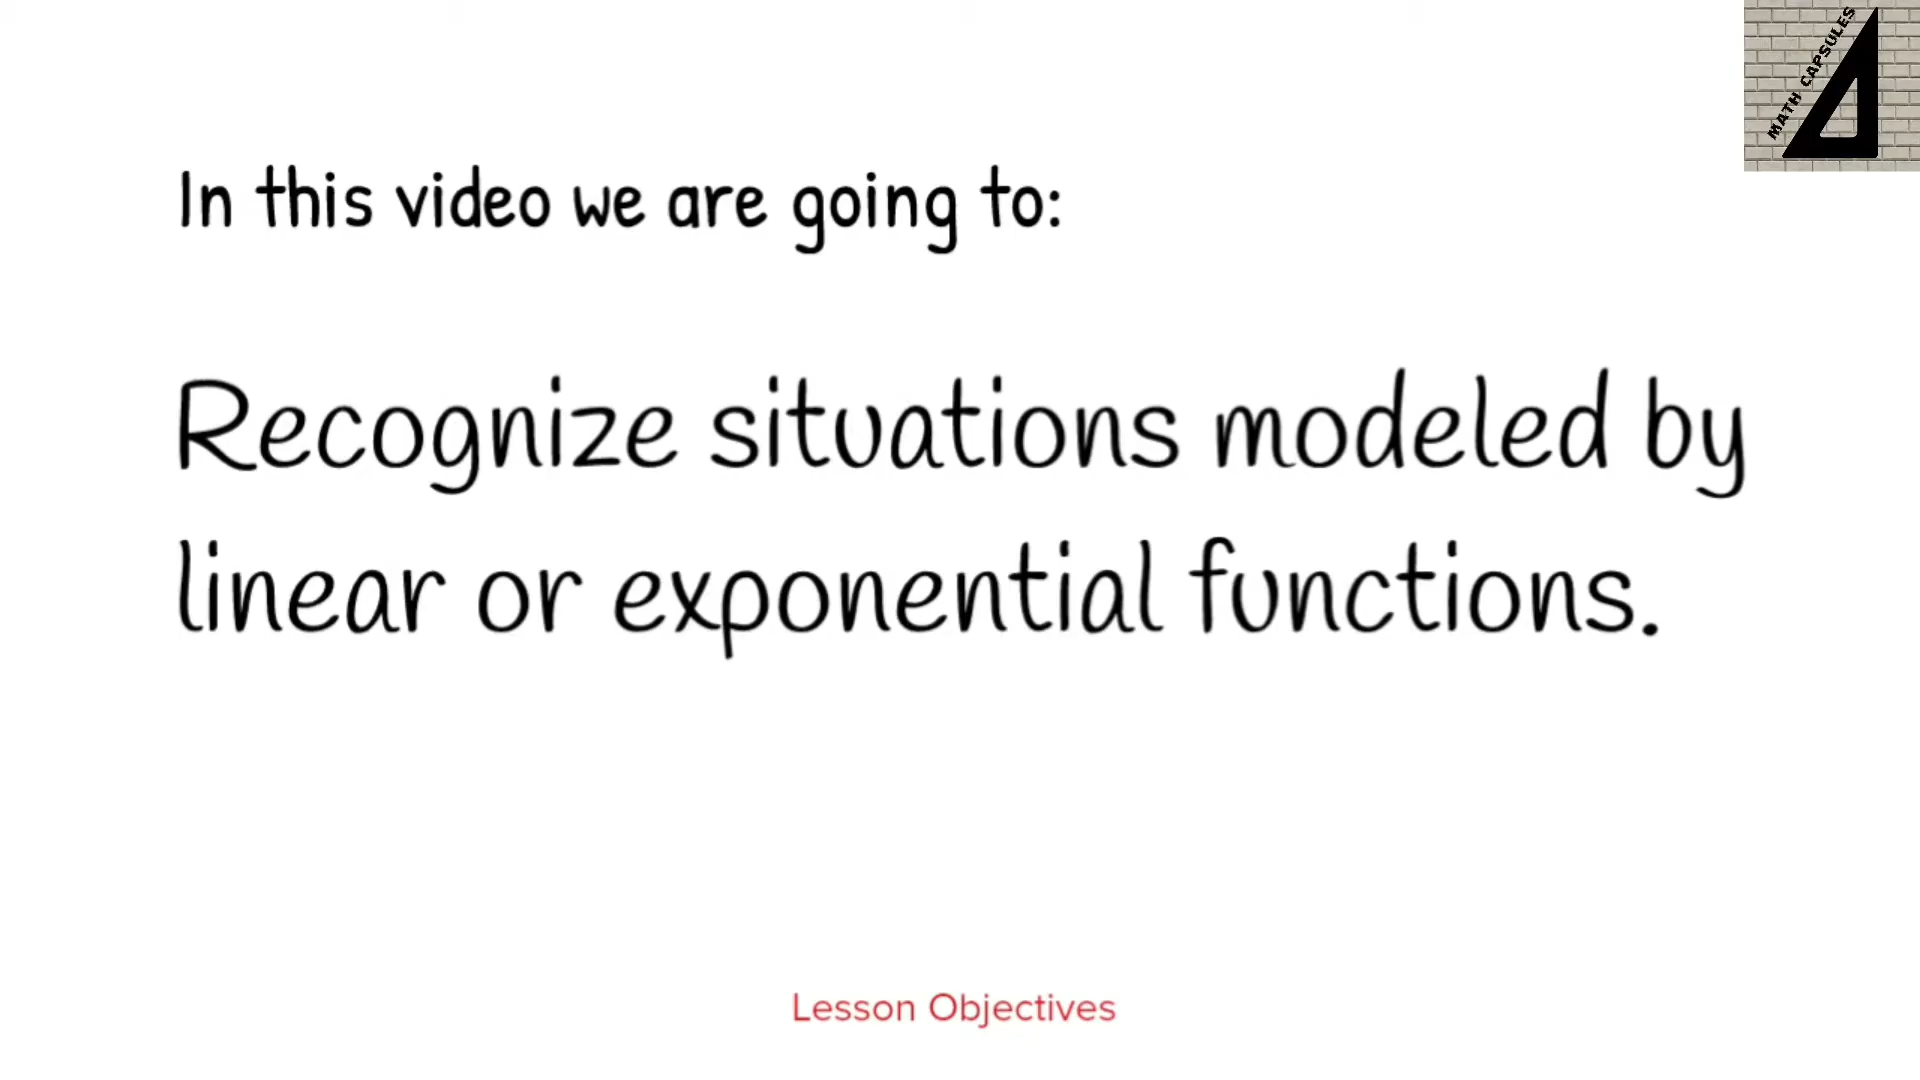 MATH CAPSULES
In this video we are going to:
Recognize situations modeled by
linear or exponential functions.
Lesson Objectives